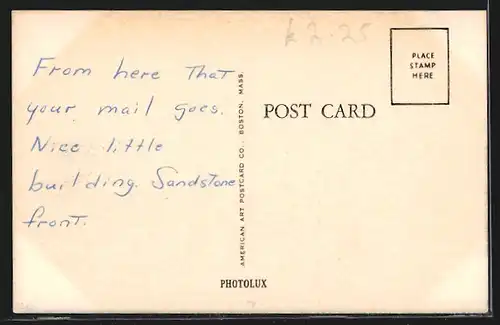 £2.25
PLACE
STAMP
HERE
From here That
your mail goes.
Nice little
building. Sandstone
front.
POST CARD
AMERICAN ART POSTCARD CO., BOSTON, MASS.
PHOTOLUX